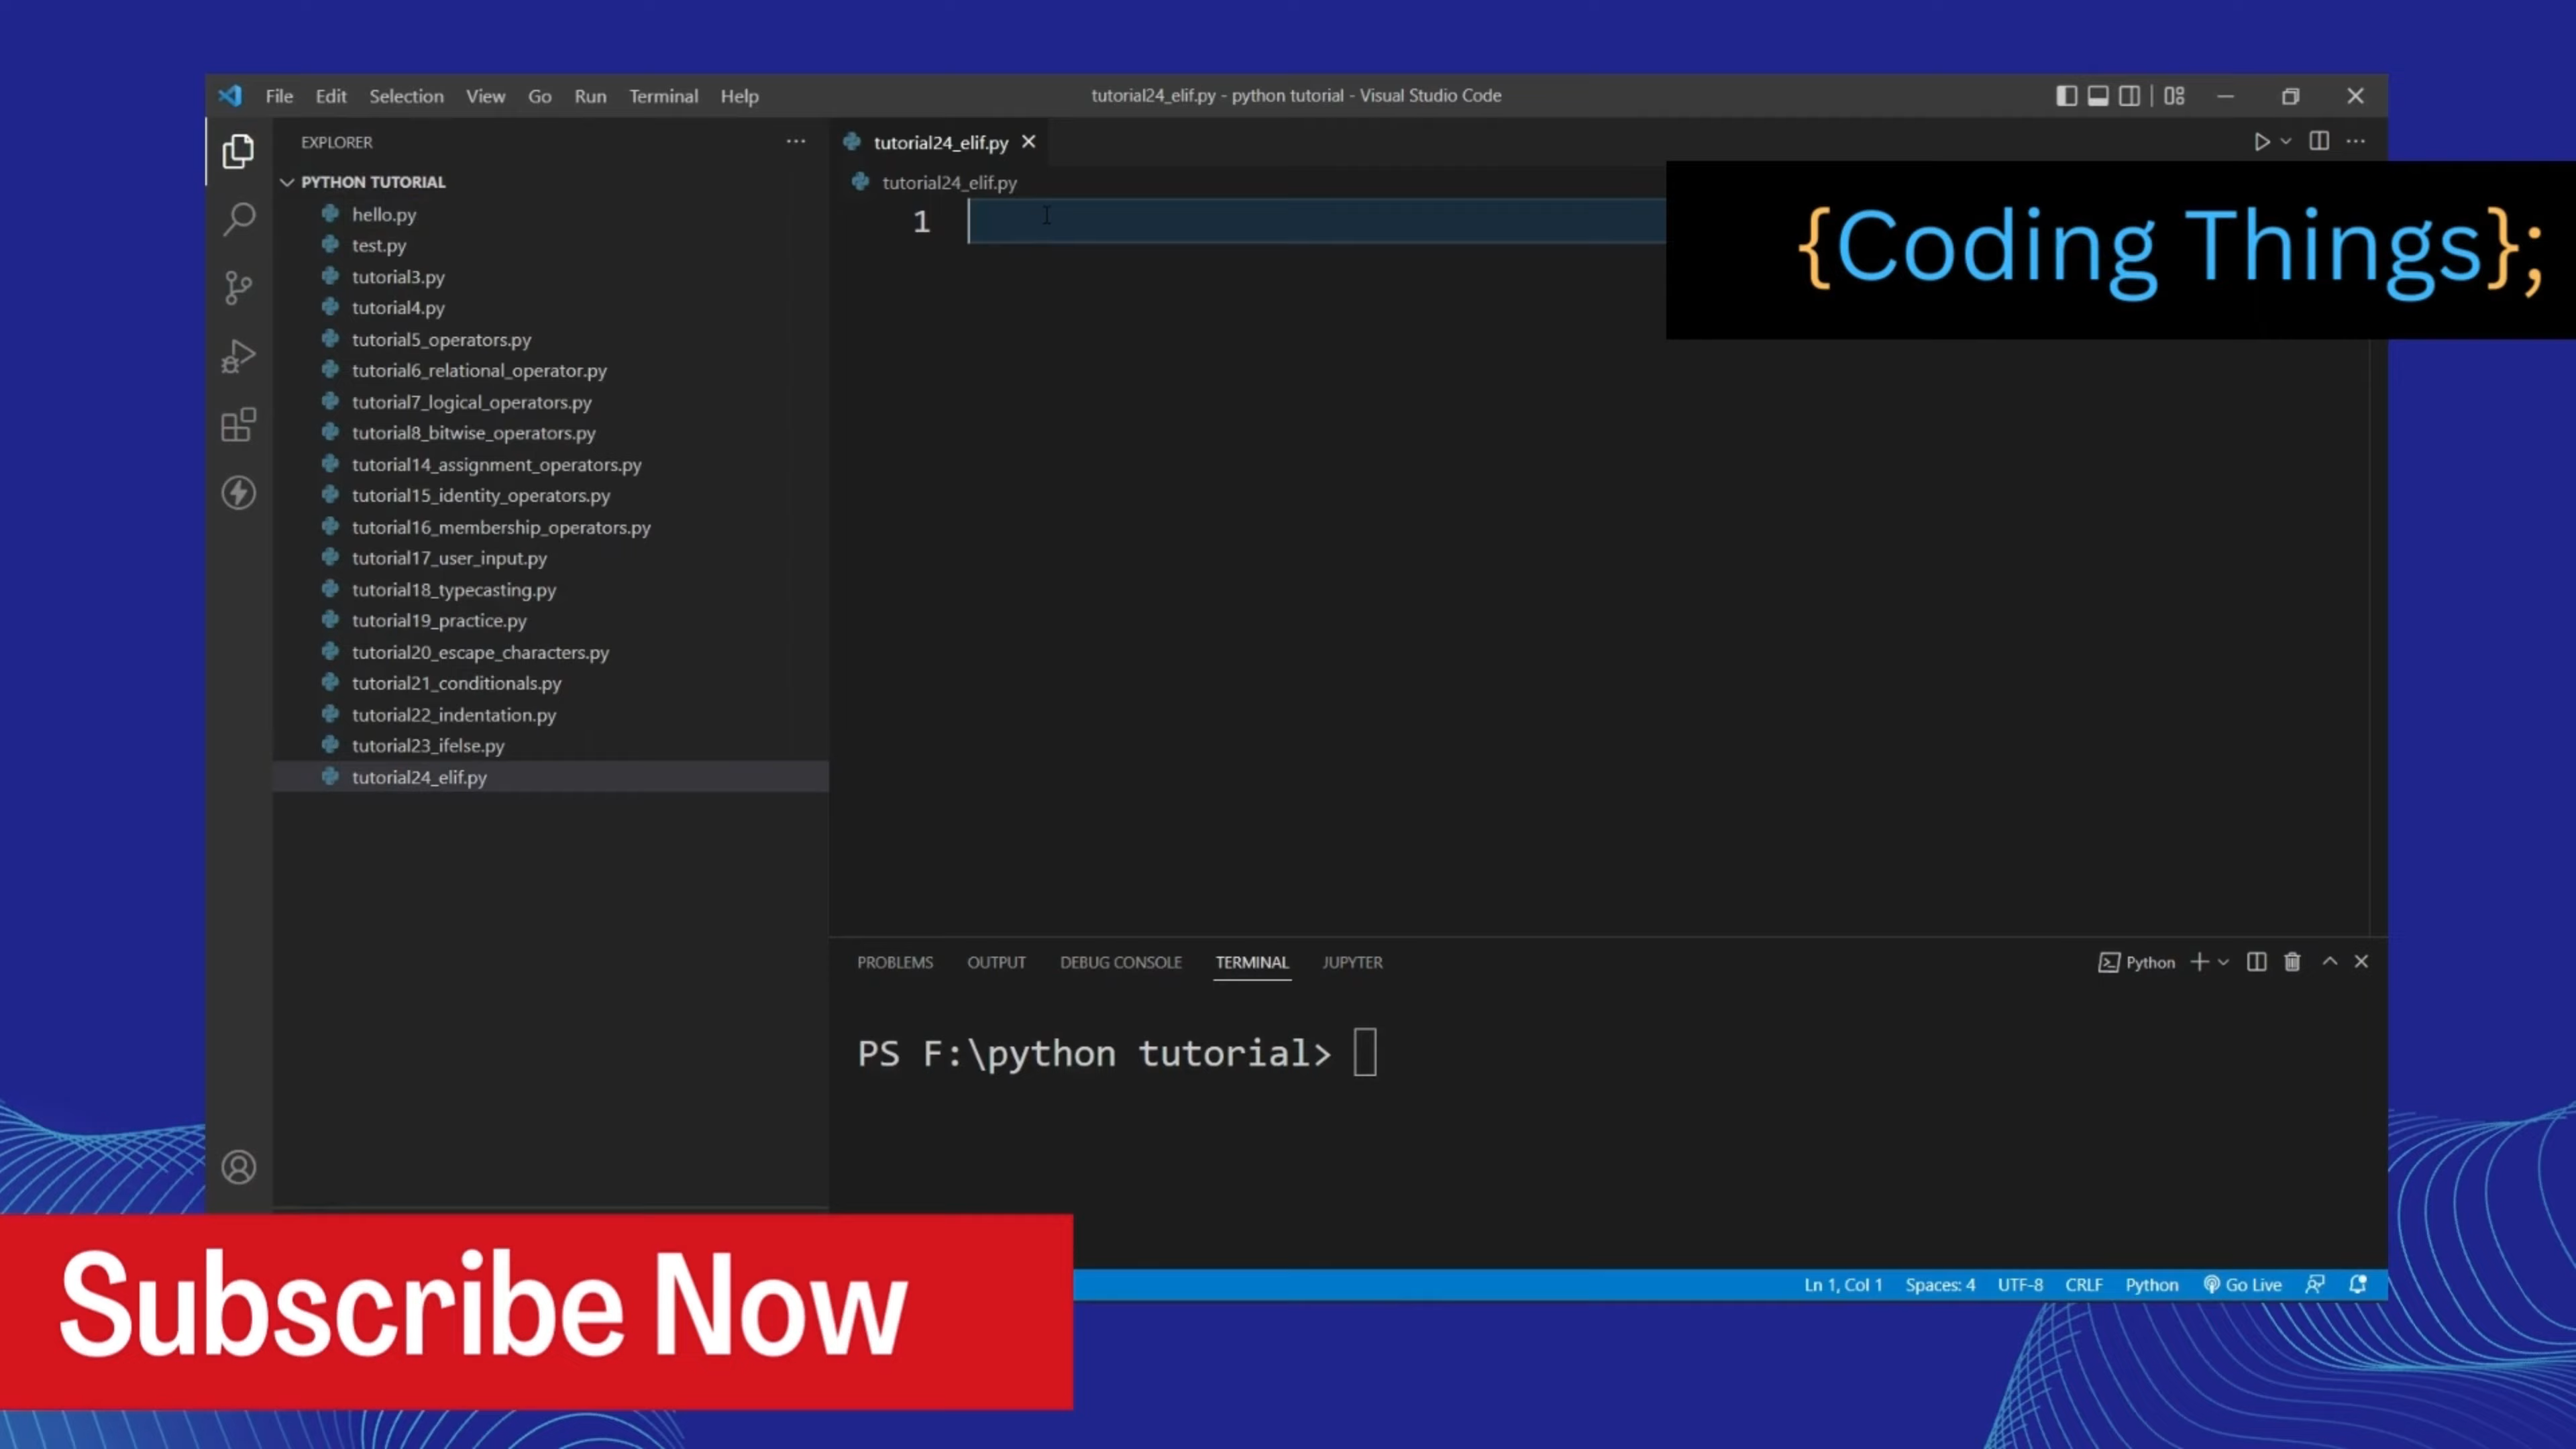 File Edit Selection View Go Run Terminal Help
tutorial24_elif.py - python tutorial - Visual Studio Code
EXPLORER
PYTHON TUTORIAL
hello.py
test.py
tutorial3.py
tutorial4.py
tutorial5_operators.py
tutorial6_relational_operator.py
tutorial7_logical_operators.py
tutorial8_bitwise_operators.py
tutorial14_assignment_operators.py
tutorial15_identity_operators.py
tutorial16_membership_operators.py
tutorial17_user_input.py
tutorial18_typecasting.py
tutorial19_practice.py
tutorial20_escape_characters.py
tutorial21_conditionals.py
tutorial22_indentation.py
tutorial23_ifelse.py
tutorial24_elif.py
tutorial24_elif.py
tutorial24_elif.py
1
{Coding Things};
PROBLEMS OUTPUT DEBUG CONSOLE TERMINAL JUPYTER
Python
PS F:\python tutorial>
Subscribe Now
Ln 1, Col 1 Spaces: 4 UTF-8 CRLF Python Go Live